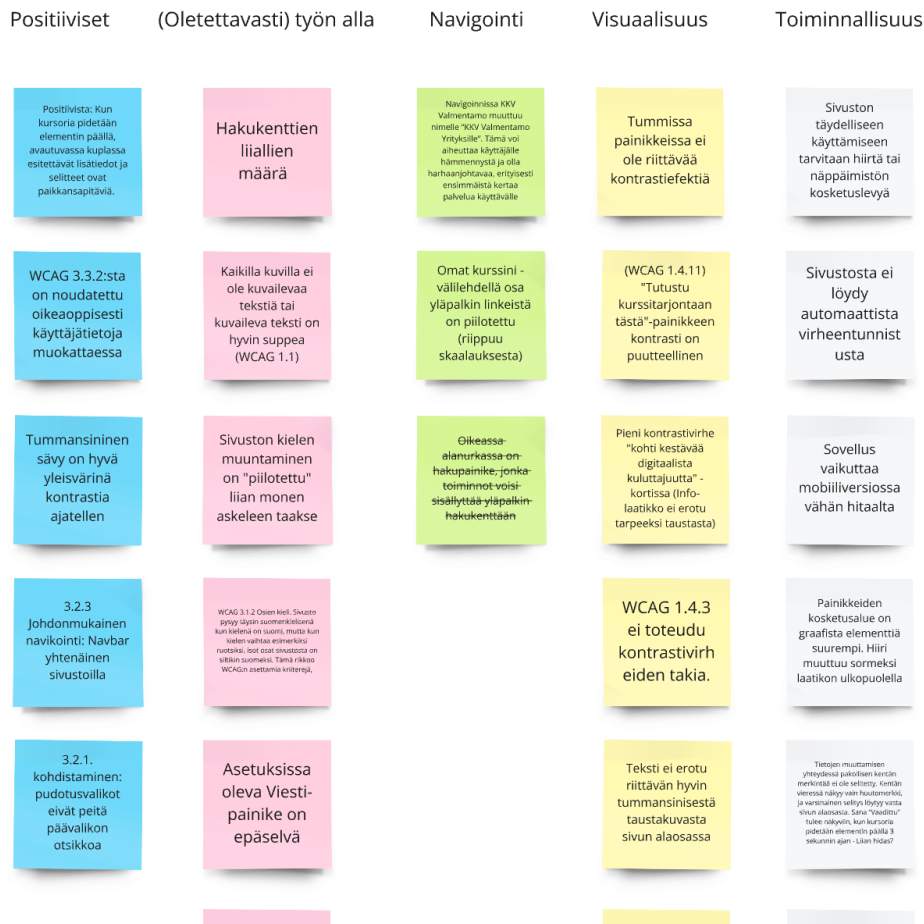 Positiiviset
(Oletettavasti) työn alla
Navigointi
Visuaalisuus
Toiminnallisuus
Positiivista: Kun
kursoria pidetään
elementin päällä,
avautuvassa kuplassa
esitettävät lisätiedot ja
selitteet ovat
paikkansapitäviä.
WCAG 3.3.2:sta
on noudatettu
oikeaoppisesti
käyttäjätietoja
muokattaessa
Tummansininen
sävy on hyvä
yleisvärinä
kontrastia
ajatellen
3.2.3
Johdonmukainen
navikointi: Navbar
yhtenäinen
sivustoilla
3.2.1.
kohdistaminen:
pudotusvalikot
eivät peitä
päävalikon
otsikkoa
Hakukenttien
liiallien
määrä
Kaikilla kuvilla ei
ole kuvailevaa
tekstiä tai
kuvaileva teksti on
hyvin suppea
(WCAG 1.1)
Sivuston kielen
muuntaminen
on "piilotettu"
liian monen
askeleen taakse
WCAG 3.1.2 Osien kieli. Sivusto
pysyy täysin suomenkielisenä
kun kielenä on suomi, mutta kun
kielen vaihtaa esimerkiksi
ruotsiksi, isot osat sivustosta on
siltikin suomeksi. Tämä rikkoo
WCAG:n asettamia kriterejä,
Asetuksissa
oleva Viesti-
painike on
epäselvä
Navigoinnissa KKV
Valmentamo muuttuu
nimelle "KKV Valmentamo
Yrityksille". Tämä voi
aiheuttaa käyttäjälle
hämmennystä ja olla
harhaanjohtavaa, erityisesti
ensimmäistä kertaa
palvelua käyttävälle
Omat kurssini -
välilehdellä osa
yläpalkin linkeistä
on piilotettu
(riippuu
skaalauksesta)
Oikeassa
alanurkassa on
hakupainike, jonka
toiminnot voisi
sisällyttää yläpalkin
hakukenttään
Tummissa
painikkeissa ei
ole riittävää
kontrastiefektiä
(WCAG 1.4.11)
"Tutustu
kurssitarjontaan
tästä"-painikkeen
kontrasti on
puutteellinen
Pieni kontrastivirhe
"kohti kestävää
digitaalista
kuluttajuutta" -
kortissa (Info-
laatikko ei erotu
tarpeeksi taustasta)
WCAG 1.4.3
ei toteudu
kontrastivirh
eiden takia.
Teksti ei erotu
riittävän hyvin
tummansinisestä
taustakuvasta
sivun alaosassa
Sivuston
täydelliseen
käyttämiseen
tarvitaan hiirtä tai
näppäimistön
kosketuslevyä
Sivustosta ei
löydy
automaattista
virheentunnist
usta
Sovellus
vaikuttaa
mobiiliversiossa
vähän hitaalta
Painikkeiden
kosketusalue on
graafista elementtiä
suurempi. Hiiri
muuttuu sormeksi
laatikon ulkopuolella
Tietojen muuttamisen
yhteydessä pakollisen kentän
merkintää ei ole selitetty. Kentän
vieressä näkyy vain huutomerkki,
ja varsinainen selitys löytyy vasta
sivun alaosasta. Sana "Vaadittu"
tulee näkyviin, kun kursoria
pidetään elementin päällä 3
sekunnin ajan - Liian hidas?